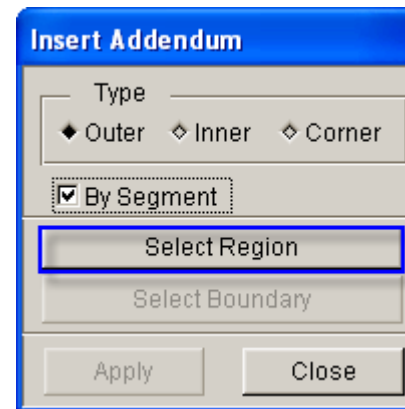 Insert Addendum
Type
Outer Inner Corner
By Segment
Select Region
Select Boundary
Apply Close